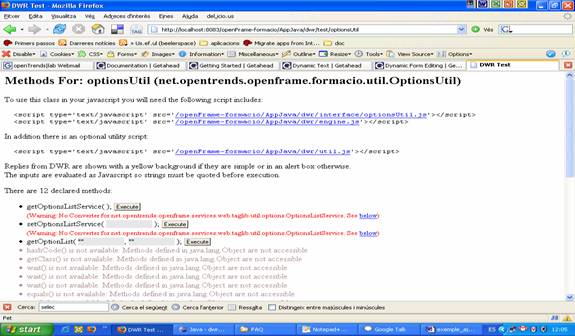 DWR Test - Mozilla Firefox
Fitxer Edita Visualitza Vés Adreces d'interès Eines del.icio.us
http://localhost:8083/openFrame-formacio/AppJava/dwr/test/optionsUtil Vés
Primers passos Darreres notícies Us.ef.ul (beelerspace) aplicacions Migrate apps from Int...
Disable Cookies CSS Forms Images Information Miscellaneous Outline Resize Tools View Source Options
openTrends|lab Webmail Documentation | Getahead Overview | Getahead Dynamic Form Editing | Ge... DWR Test
Methods For: optionsUtil (net.opentrends.openframe.formacio.util.OptionsUtil)
To use this class in your javascript you will need the following script includes:
<script type='text/javascript' src='/openFrame-formacio/AppJava/dwr/interface/optionsUtil.js'></script>
<script type='text/javascript' src='/openFrame-formacio/AppJava/dwr/engine.js'></script>
In addition there is an optional utility script:
<script type='text/javascript' src='/openFrame-formacio/AppJava/dwr/util.js'></script>
Replies from DWR are shown with a yellow background if they are simple or in an alert box otherwise.
The inputs are evaluated as Javascript so strings must be quoted before execution.
There are 12 declared methods:
getOptionsListService( ); Execute
(Warning: No Converter for net.opentrends.openframe.services.web.taglib.util.options.OptionsListService. See below)
setOptionsListService( ); Execute
(Warning: No Converter for net.opentrends.openframe.services.web.taglib.util.options.OptionsListService. See below)
getOptionList( "" , "" ); Execute
hashCode() is not available: Methods defined in java.lang.Object are not accessible
getClass() is not available: Methods defined in java.lang.Object are not accessible
wait() is not available: Methods defined in java.lang.Object are not accessible
wait() is not available: Methods defined in java.lang.Object are not accessible
wait() is not available: Methods defined in java.lang.Object are not accessible
equals() is not available: Methods defined in java.lang.Object are not accessible
Cerca: selec Cerca el següent Cerca l'anterior Ressalta Distingeix entre majúscules i minúscules
Fet
start DWR Test - Mozilla F... Java - dwr... FAQ Notepad++ Google Talk exemple_aj... ES 12:05